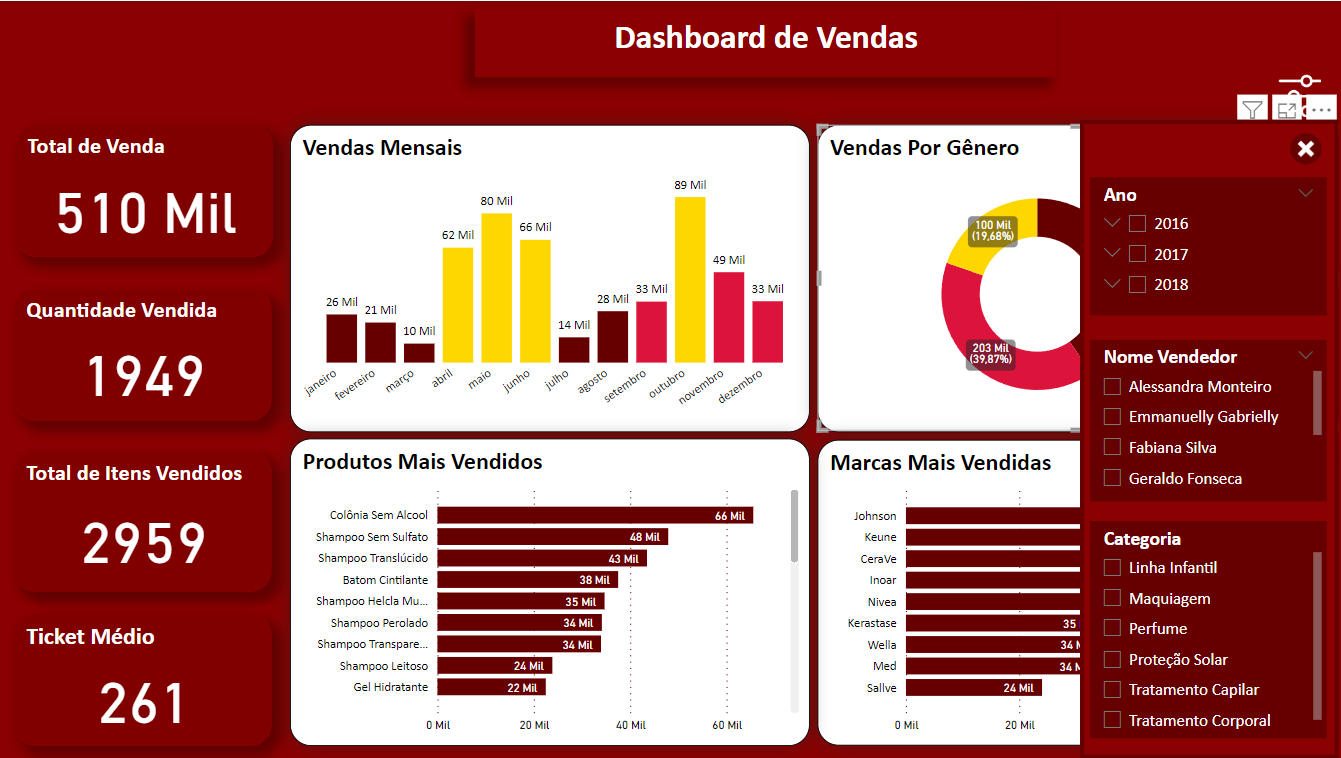 Dashboard de Vendas
Total de Venda
510 Mil
Quantidade Vendida
1949
Total de Itens Vendidos
2959
Ticket Médio
261
Vendas Mensais
26 Mil
21 Mil
10 Mil
62 Mil
80 Mil
66 Mil
14 Mil
28 Mil
33 Mil
89 Mil
49 Mil
33 Mil
janeiro
fevereiro
março
abril
maio
junho
julho
agosto
setembro
outubro
novembro
dezembro
Vendas Por Gênero
100 Mil
(19,68%)
203 Mil
(39,87%)
Produtos Mais Vendidos
Colônia Sem Alcool 66 Mil
Shampoo Sem Sulfato 48 Mil
Shampoo Translúcido 43 Mil
Batom Cintilante 38 Mil
Shampoo Helcla Mu... 35 Mil
Shampoo Perolado 34 Mil
Shampoo Transpare... 34 Mil
Shampoo Leitoso 24 Mil
Gel Hidratante 22 Mil
0 Mil 20 Mil 40 Mil 60 Mil
Marcas Mais Vendidas
Johnson
Keune
CeraVe
Inoar
Nivea
Kerastase 35
Wella 34
Med 34
Sallve 24 Mil
0 Mil 20 Mil
Ano
2016
2017
2018
Nome Vendedor
Alessandra Monteiro
Emmanuelly Gabrielly
Fabiana Silva
Geraldo Fonseca
Categoria
Linha Infantil
Maquiagem
Perfume
Proteção Solar
Tratamento Capilar
Tratamento Corporal